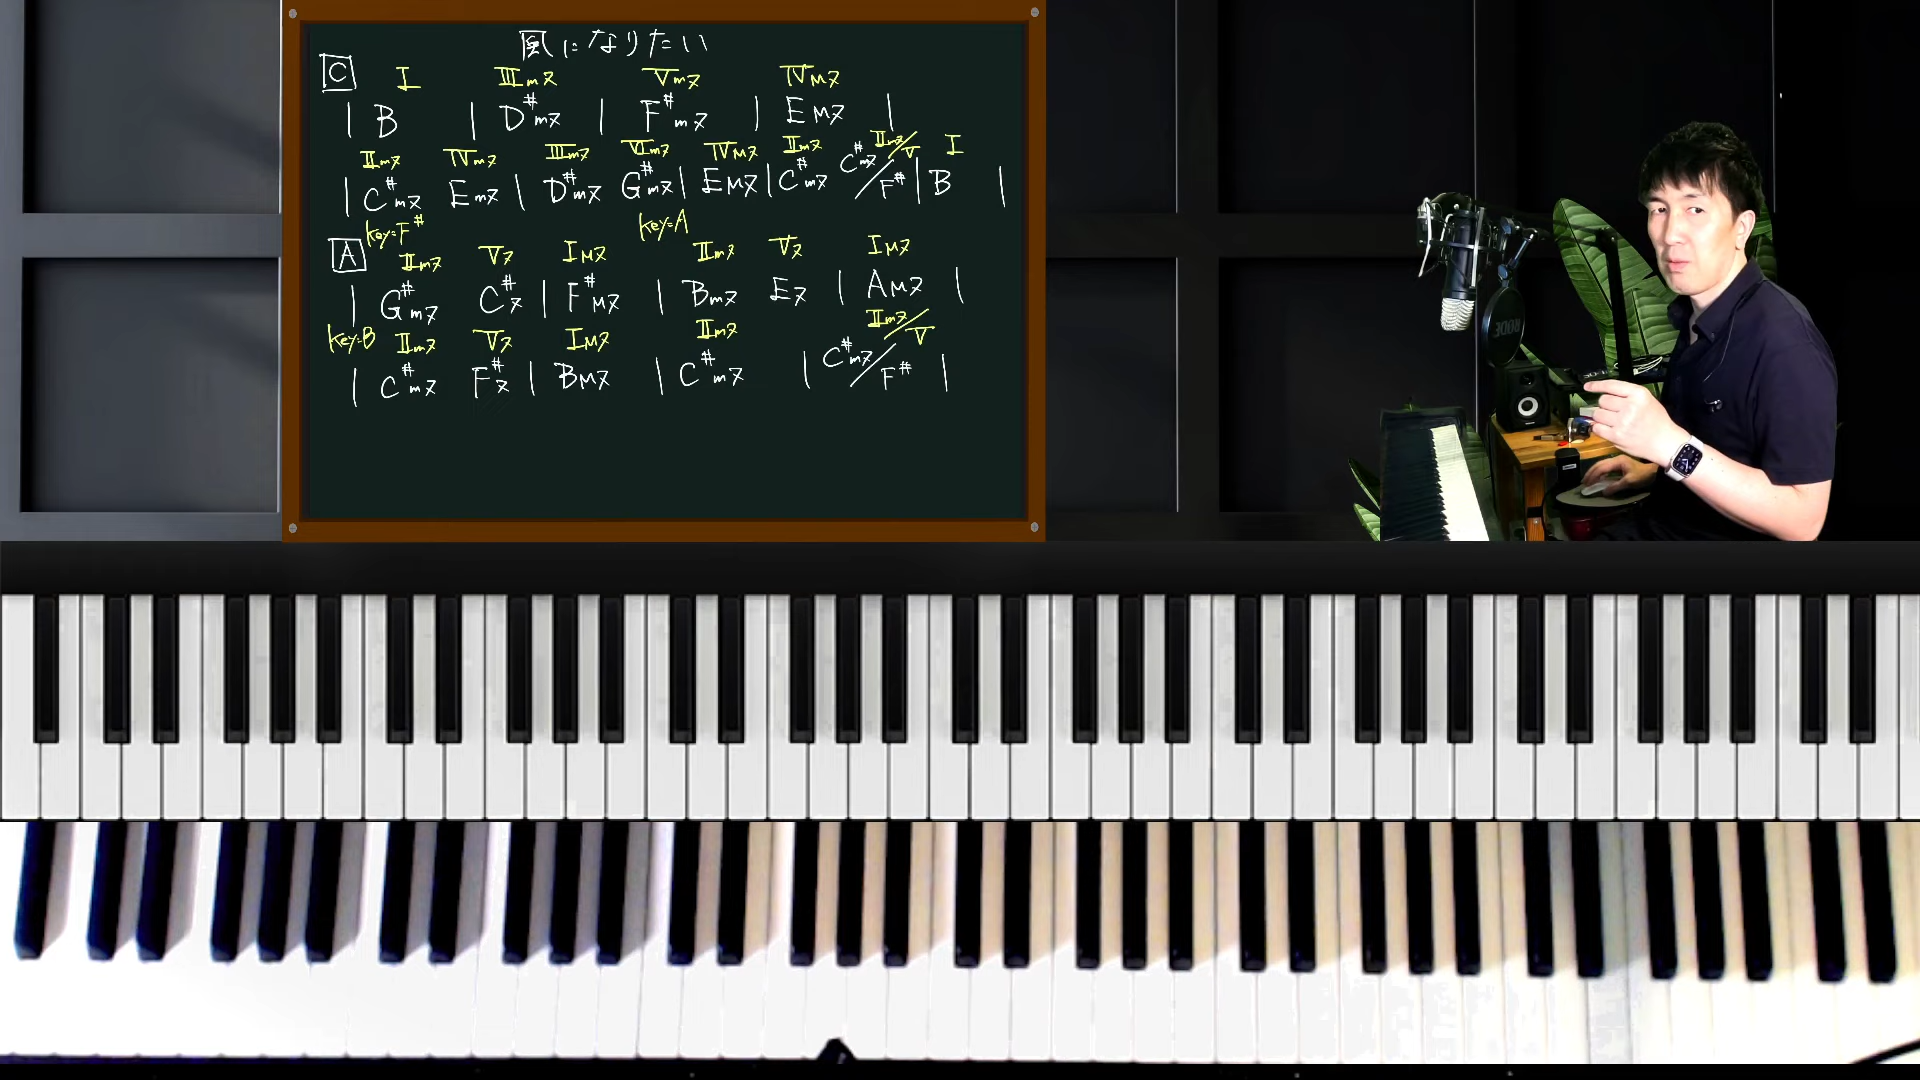 風になりたい
C I IIIm7 Vm7 IVM7
| B | D#m7 | F#m7 | EM7 |
IIm7 IVm7 IIIm7 VIm7 IVM7 IIm7 IIm7/V I
| C#m7 Em7 | D#m7 G#m7 | EM7 | C#m7 C#m7/F# | B |
key=F# key=A
A IIm7 V7 IM7 IIm7 V7 IM7
| G#m7 C#7 | F#M7 | Bm7 E7 | AM7 |
key=B IIm7 V7 IM7 IIm7 IIm7/V
| C#m7 F#7 | BM7 | C#m7 | C#m7/F# |
RODE